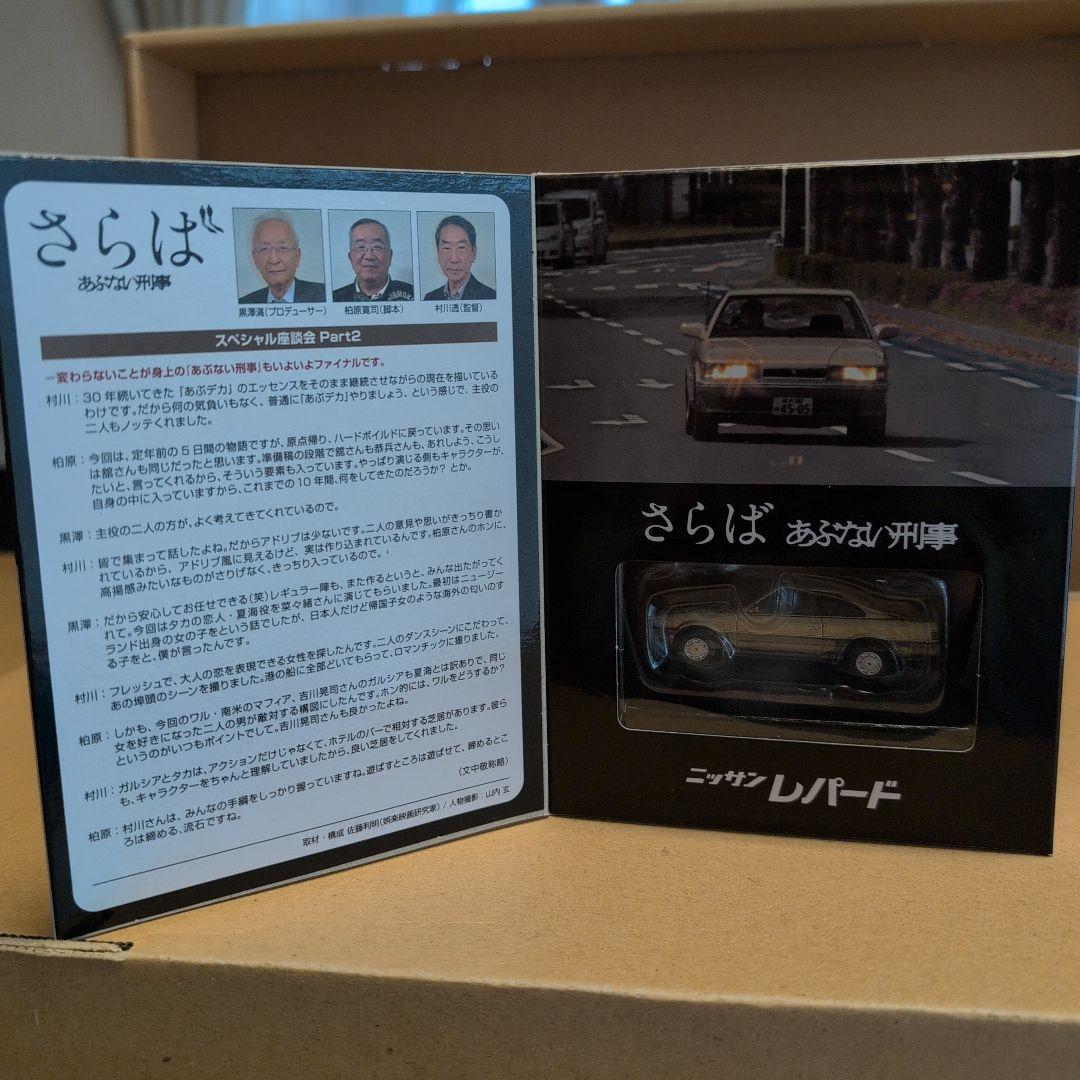 さらば
あぶない刑事
黒澤満(プロデューサー)
柏原寛司(脚本)
村川透(監督)
スペシャル座談会 Part2
ー変わらないことが身上の「あぶない刑事」もいよいよファイナルです。
村川：30年続いてきた「あぶデカ」のエッセンスをそのまま継続させながらの現在を描いている
わけです。だから何の気負いもなく、普通に「あぶデカ」やりましょう、という感じで、主役の
二人もノッテくれました。
柏原：今回は、定年前の5日間の物語ですが、原点帰り、ハードボイルドに戻っています。その思い
は舘さんも同じだったと思います。準備稿の段階で舘さんも恭兵さんも、あれしよう、こうし
たいと、言ってくれるから、そういう要素も入っています。やっぱり演じる側もキャラクターが、
自身の中に入っていますから、これまでの10年間、何をしてきたのだろうか？とか。
黒澤：主役の二人の方が、よく考えてきてくれているので。
村川：皆で集まって話したよね。だからアドリブは少ないです。二人の意見や思いがきっちり書か
れているから、アドリブ風に見えるけど、実は作り込まれているんです。柏原さんのホンに、
高揚感みたいなものがさりげなく、きっちり入っているので。
黒澤：だから安心してお任せできる(笑)レギュラー陣も、また作るというと、みんな出たがってく
れて。今回はタカの恋人・夏海役を菜々緒さんに演じてもらいました。最初はニュージー
ランド出身の女の子をという話でしたが、日本人だけど帰国子女のような海外の匂いのす
る子をと、僕が言ったんです。
村川：フレッシュで、大人の恋を表現できる女性を探したんです。二人のダンスシーンにこだわって、
あの埠頭のシーンを撮りました。港の船に全部どいてもらって、ロマンチックに撮りました。
柏原：しかも、今回のワル・南米のマフィア、吉川晃司さんのガルシアも夏海とは訳ありで、同じ
女を好きになった二人の男が敵対する構図にしたんです。ホン的には、ワルをどうするか？
というのがいつもポイントでして。吉川晃司さんも良かったよね。
村川：ガルシアとタカは、アクションだけじゃなくて、ホテルのバーで相対する芝居があります。彼ら
も、キャラクターをちゃんと理解していましたから、良い芝居をしてくれました。
柏原：村川さんは、みんなの手綱をしっかり握っていますね。遊ばすところは遊ばせて、締めるとこ
ろは締める、流石ですね。
(文中敬称略)
取材・構成 佐藤利明(娯楽映画研究家) / 人物撮影：山内 玄
45-05
さらば あぶない刑事
ニッサン レパード